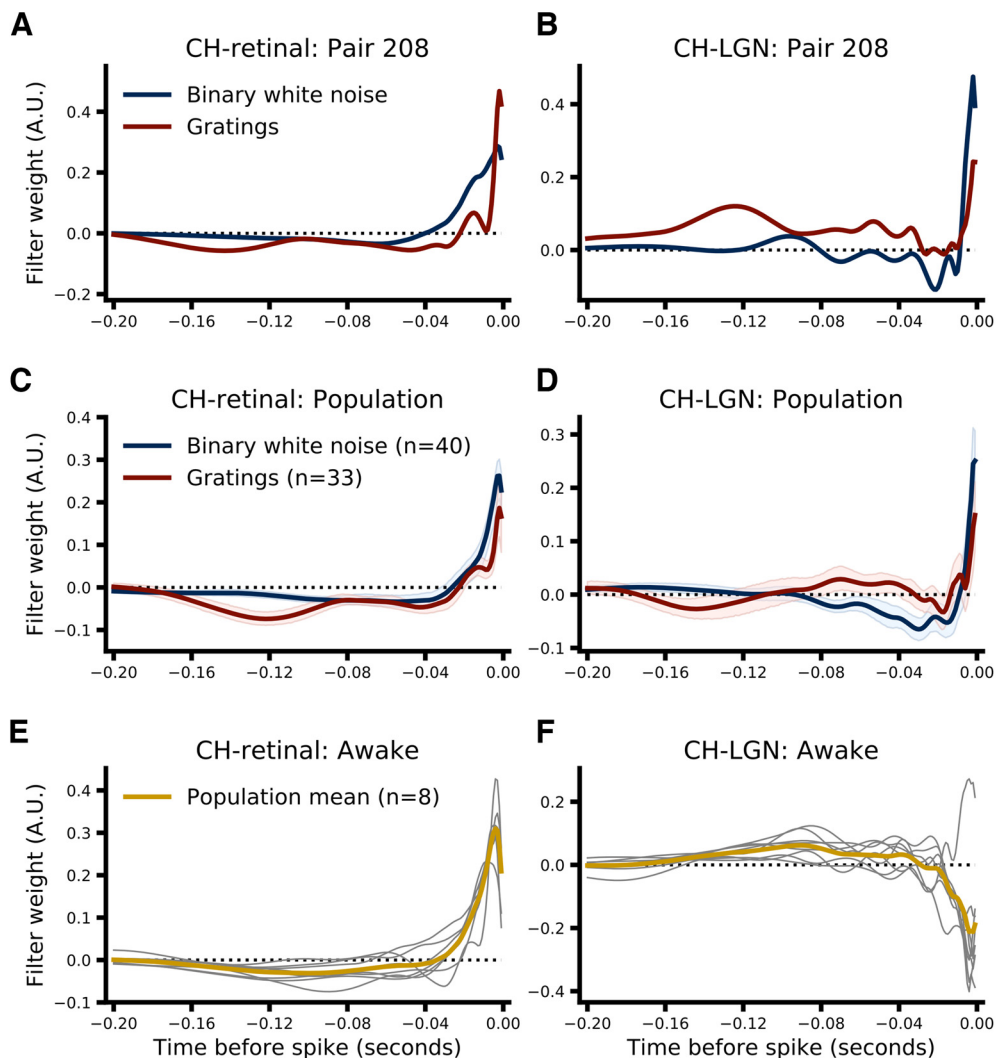 A
CH-retinal: Pair 208
Filter weight (A.U.)
0.4
0.2
0.0
−0.2
Binary white noise
Gratings
−0.20 −0.16 −0.12 −0.08 −0.04 0.00
B
CH-LGN: Pair 208
0.4
0.2
0.0
−0.20 −0.16 −0.12 −0.08 −0.04 0.00
C
CH-retinal: Population
Filter weight (A.U.)
0.4
0.3
0.2
0.1
0.0
−0.1
Binary white noise (n=40)
Gratings (n=33)
−0.20 −0.16 −0.12 −0.08 −0.04 0.00
D
CH-LGN: Population
0.3
0.2
0.1
0.0
−0.1
−0.20 −0.16 −0.12 −0.08 −0.04 0.00
E
CH-retinal: Awake
Filter weight (A.U.)
0.4
0.3
0.2
0.1
0.0
−0.1
Population mean (n=8)
−0.20 −0.16 −0.12 −0.08 −0.04 0.00
Time before spike (seconds)
F
CH-LGN: Awake
0.2
0.0
−0.2
−0.4
−0.20 −0.16 −0.12 −0.08 −0.04 0.00
Time before spike (seconds)